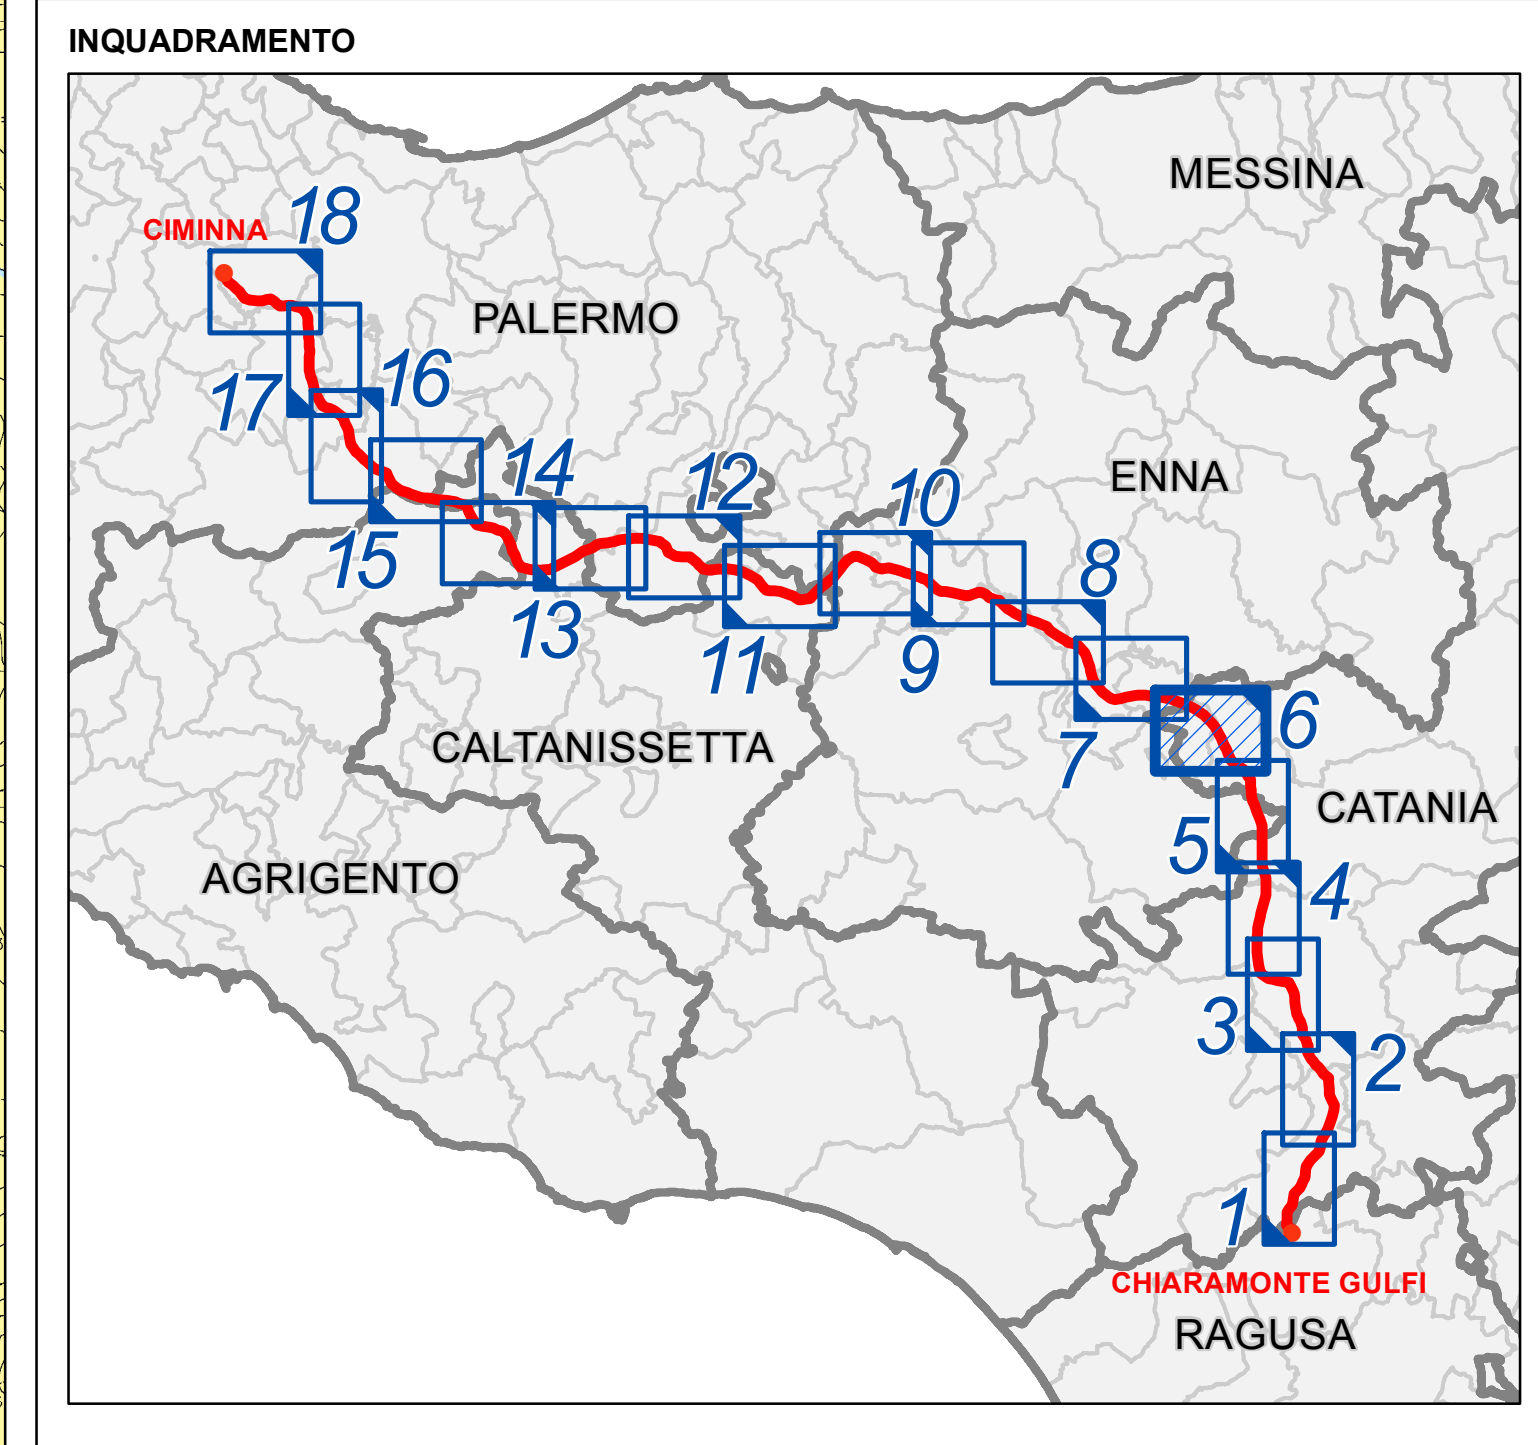 INQUADRAMENTO
MESSINA
18
CIMINNA
PALERMO
16
17
14
12
10
ENNA
15
13
11
9
8
7
6
CALTANISSETTA
CATANIA
5
4
AGRIGENTO
3
2
1
CHIARAMONTE GULFI
RAGUSA